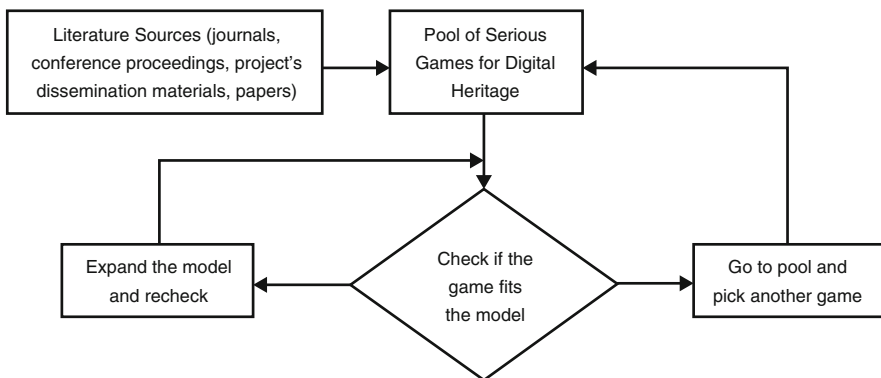 Literature Sources (journals,
conference proceedings, project's
dissemination materials, papers)
Pool of Serious
Games for Digital
Heritage
Expand the model
and recheck
Check if the
game fits
the model
Go to pool and
pick another game